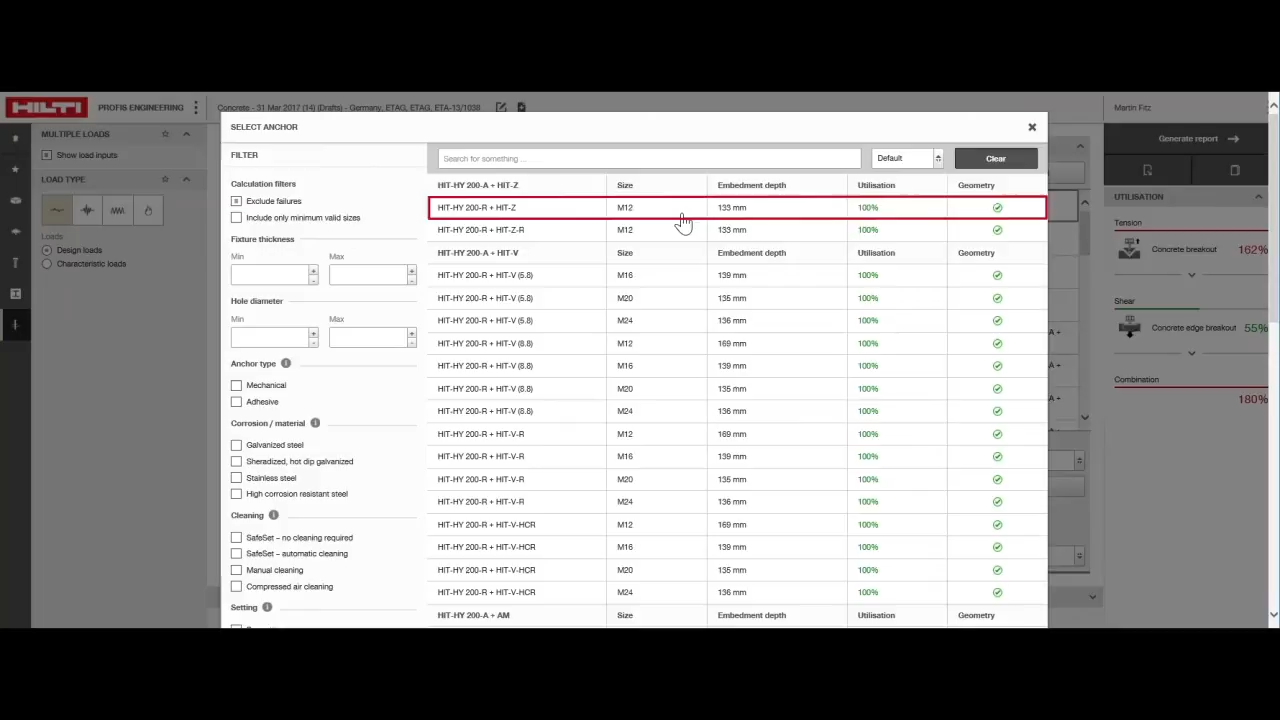 HILTI PROFIS ENGINEERING Concrete - 31 Mar 2017 (14) (Drafts) - Germany, ETAG, ETAG, ETA-13/1038 Martin Fitz
MULTIPLE LOADS
Show load inputs
LOAD TYPE
Loads
Design loads
Characteristic loads
SELECT ANCHOR
FILTER
Calculation filters
Exclude failures
Include only minimum valid sizes
Fixture thickness
Min Max
Hole diameter
Min Max
Anchor type
Mechanical
Adhesive
Corrosion / material
Galvanized steel
Sheradized, hot dip galvanized
Stainless steel
High corrosion resistant steel
Cleaning
SafeSet – no cleaning required
SafeSet – automatic cleaning
Manual cleaning
Compressed air cleaning
Setting
Search for something ... Default Clear
HIT-HY 200-A + HIT-Z Size Embedment depth Utilisation Geometry
HIT-HY 200-R + HIT-Z M12 133 mm 100%
HIT-HY 200-R + HIT-Z-R M12 133 mm 100%
HIT-HY 200-A + HIT-V Size Embedment depth Utilisation Geometry
HIT-HY 200-R + HIT-V (5.8) M16 139 mm 100%
HIT-HY 200-R + HIT-V (5.8) M20 135 mm 100%
HIT-HY 200-R + HIT-V (5.8) M24 136 mm 100%
HIT-HY 200-R + HIT-V (8.8) M12 169 mm 100%
HIT-HY 200-R + HIT-V (8.8) M16 139 mm 100%
HIT-HY 200-R + HIT-V (8.8) M20 135 mm 100%
HIT-HY 200-R + HIT-V (8.8) M24 136 mm 100%
HIT-HY 200-R + HIT-V-R M12 169 mm 100%
HIT-HY 200-R + HIT-V-R M16 139 mm 100%
HIT-HY 200-R + HIT-V-R M20 135 mm 100%
HIT-HY 200-R + HIT-V-R M24 136 mm 100%
HIT-HY 200-R + HIT-V-HCR M12 169 mm 100%
HIT-HY 200-R + HIT-V-HCR M16 139 mm 100%
HIT-HY 200-R + HIT-V-HCR M20 135 mm 100%
HIT-HY 200-R + HIT-V-HCR M24 136 mm 100%
HIT-HY 200-A + AM Size Embedment depth Utilisation Geometry
A +
A +
A +
Generate report
UTILISATION
Tension
Concrete breakout 162%
Shear
Concrete edge breakout 55%
Combination
180%